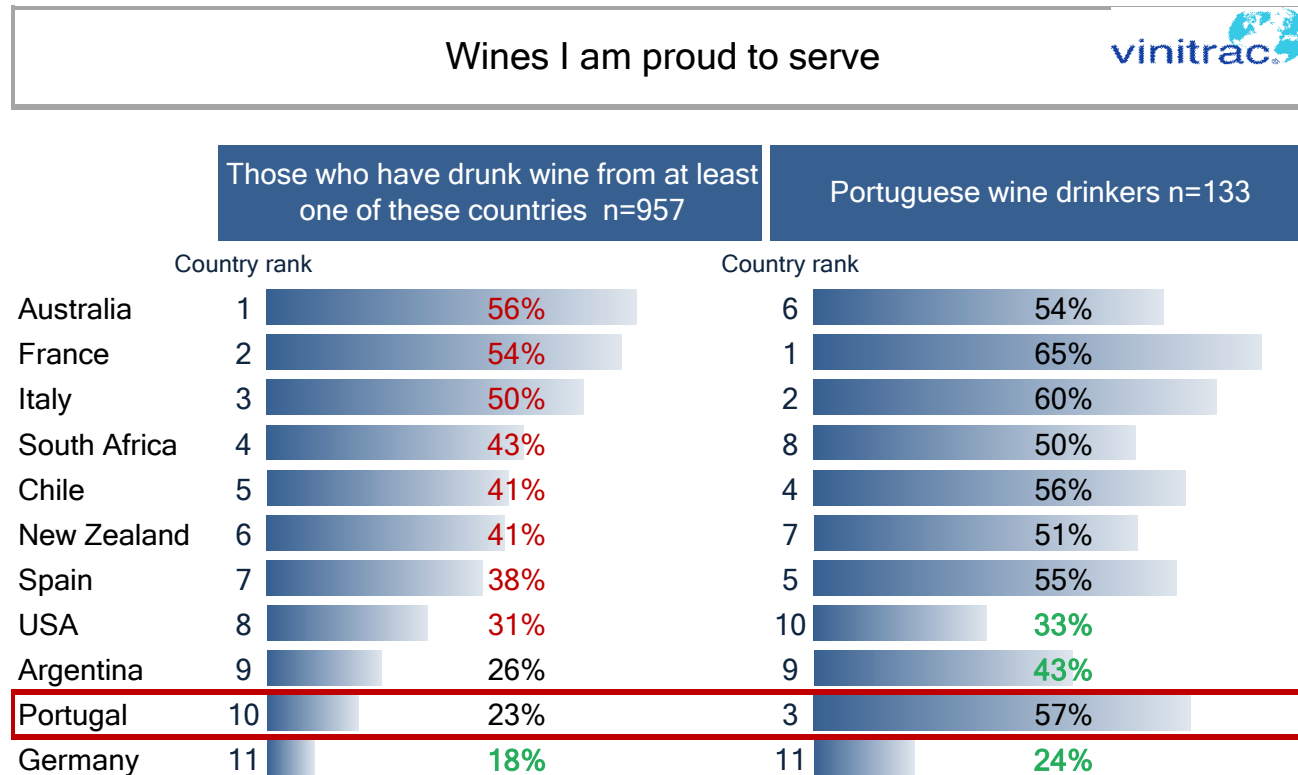 Wines I am proud to serve
vinitrac®
Those who have drunk wine from at least
one of these countries n=957
Portuguese wine drinkers n=133
Country rank
Country rank
Australia 1 56% 6 54%
France 2 54% 1 65%
Italy 3 50% 2 60%
South Africa 4 43% 8 50%
Chile 5 41% 4 56%
New Zealand 6 41% 7 51%
Spain 7 38% 5 55%
USA 8 31% 10 33%
Argentina 9 26% 9 43%
Portugal 10 23% 3 57%
Germany 11 18% 11 24%